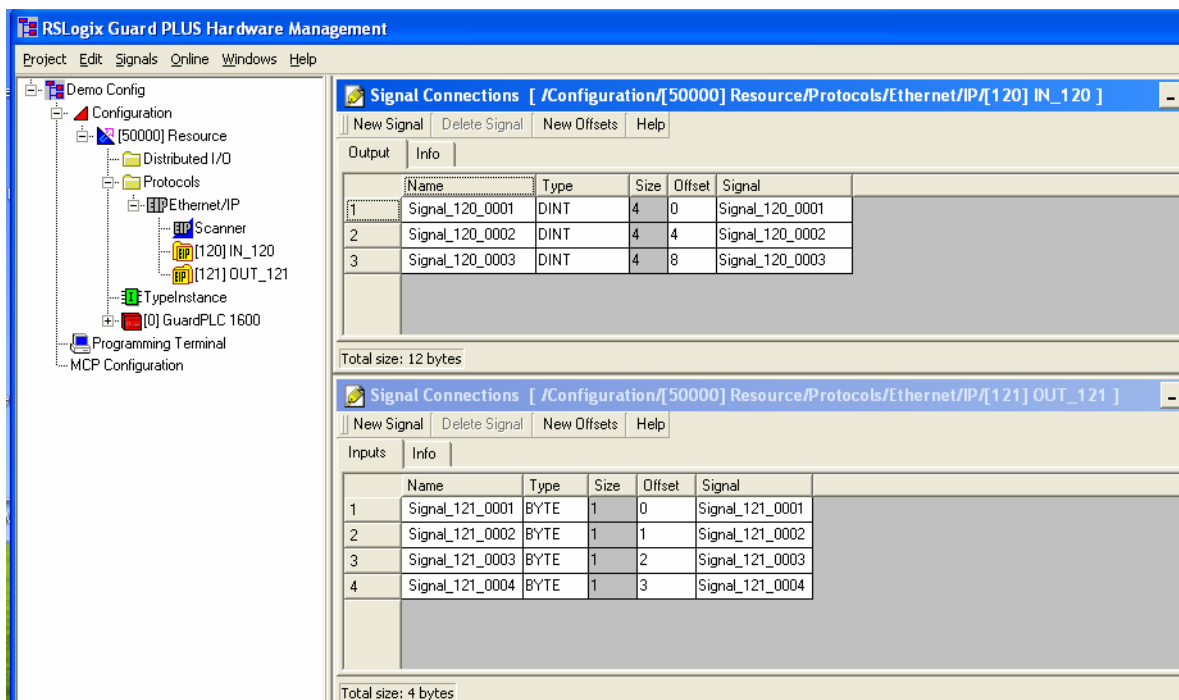 RSLogix Guard PLUS Hardware Management
Project Edit Signals Online Windows Help
Demo Config
Configuration
[50000] Resource
Distributed I/O
Protocols
Ethernet/IP
Scanner
[120] IN_120
[121] OUT_121
TypeInstance
[0] GuardPLC 1600
Programming Terminal
MCP Configuration
Signal Connections [ /Configuration/[50000] Resource/Protocols/Ethernet/IP/[120] IN_120 ]
New Signal Delete Signal New Offsets Help
Output Info
Name Type Size Offset Signal
1 Signal_120_0001 DINT 4 0 Signal_120_0001
2 Signal_120_0002 DINT 4 4 Signal_120_0002
3 Signal_120_0003 DINT 4 8 Signal_120_0003
Total size: 12 bytes
Signal Connections [ /Configuration/[50000] Resource/Protocols/Ethernet/IP/[121] OUT_121 ]
New Signal Delete Signal New Offsets Help
Inputs Info
Name Type Size Offset Signal
1 Signal_121_0001 BYTE 1 0 Signal_121_0001
2 Signal_121_0002 BYTE 1 1 Signal_121_0002
3 Signal_121_0003 BYTE 1 2 Signal_121_0003
4 Signal_121_0004 BYTE 1 3 Signal_121_0004
Total size: 4 bytes